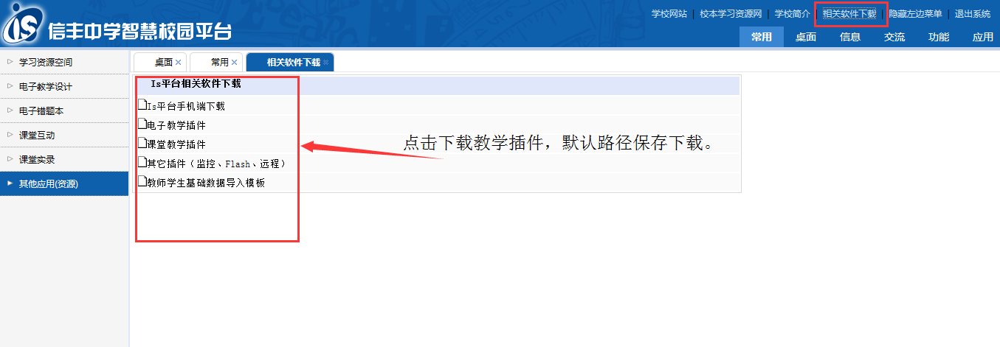 学校网站 | 校本学习资源网 | 学校简介 | 相关软件下载 | 隐藏左边菜单 | 退出系统
iS 信丰中学智慧校园平台
常用 桌面 信息 交流 功能 应用
学习资源空间
电子教学设计
电子错题本
课堂互动
课堂实录
其他应用(资源)
桌面 常用 相关软件下载
Is平台相关软件下载
Is平台手机端下载
电子教学插件
课堂教学插件
其它插件（监控、Flash、远程）
教师学生基础数据导入模板
点击下载教学插件，默认路径保存下载。